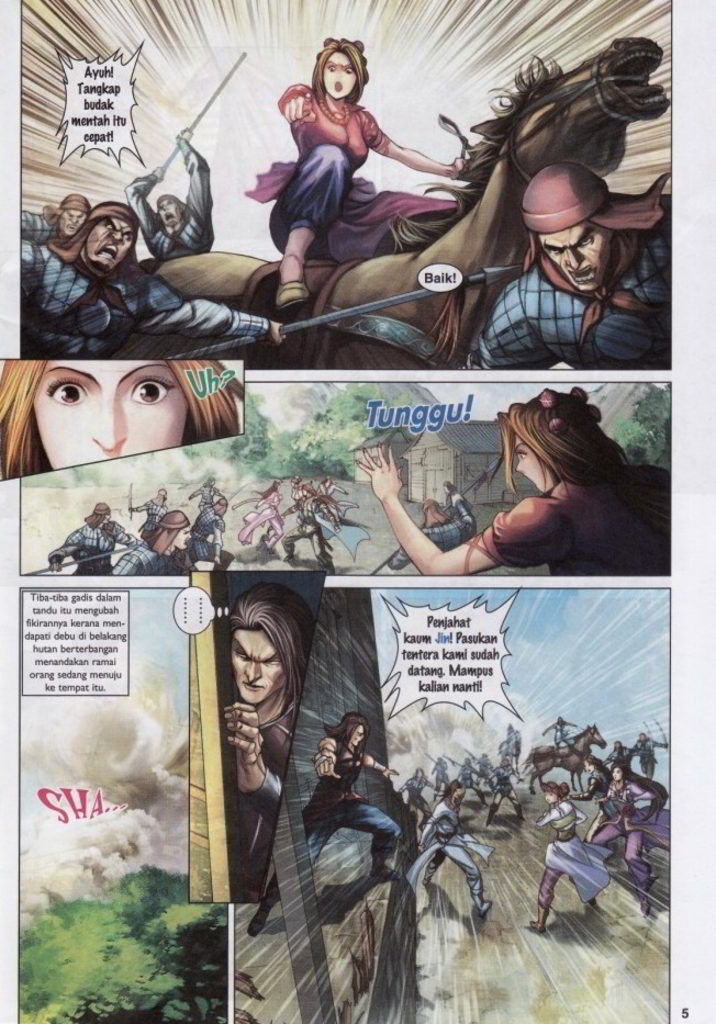 Ayuh!
Tangkap
budak
mentah itu
cepat!
Baik!
Uh?
Tunggu!
Tiba-tiba gadis dalam
tandu itu mengubah
fikirannya kerana men-
dapati debu di belakang
hutan berterbangan
menandakan ramai
orang sedang menuju
ke tempat itu.
SHA...
Penjahat
kaum Jin! Pasukan
tentera kami sudah
datang. Mampus
kalian nanti!
5